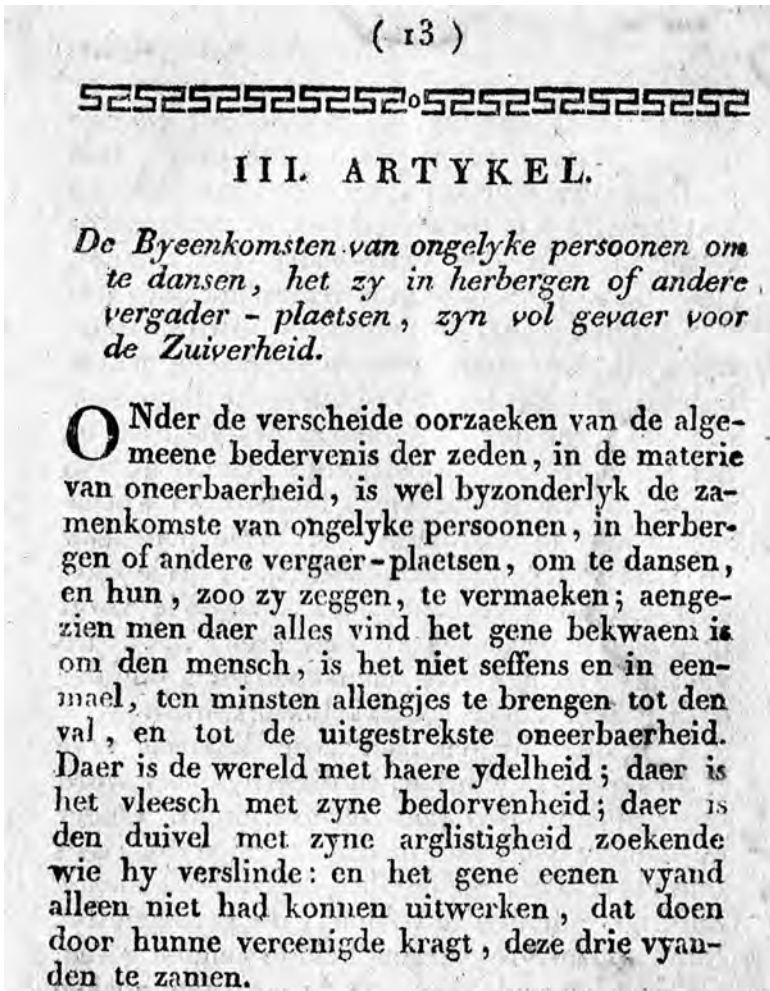 ( 13 )
III. ARTYKEL.
De Byeenkomsten van ongelyke persoonen om
te dansen, het zy in herbergen of andere
vergader - plaetsen, zyn vol gevaer voor
de Zuiverheid.
ONder de verscheide oorzaeken van de alge-
meene bedervenis der zeden, in de materie
van oneerbaerheid, is wel byzonderlyk de za-
menkomste van ongelyke persoonen, in herber-
gen of andere vergaer-plaetsen, om te dansen,
en hun, zoo zy zeggen, te vermaeken; aenge-
zien men daer alles vind het gene bekwaem is
om den mensch, is het niet seffens en in een-
mael, ten minsten allengjes te brengen tot den
val, en tot de uitgestrekste oneerbaerheid.
Daer is de wereld met haere ydelheid; daer is
het vleesch met zyne bedorvenheid; daer is
den duivel met zyne arglistigheid zoekende
wie hy verslinde: en het gene eenen vyand
alleen niet had konnen uitwerken, dat doen
door hunne vereenigde kragt, deze drie vyan-
den te zamen.